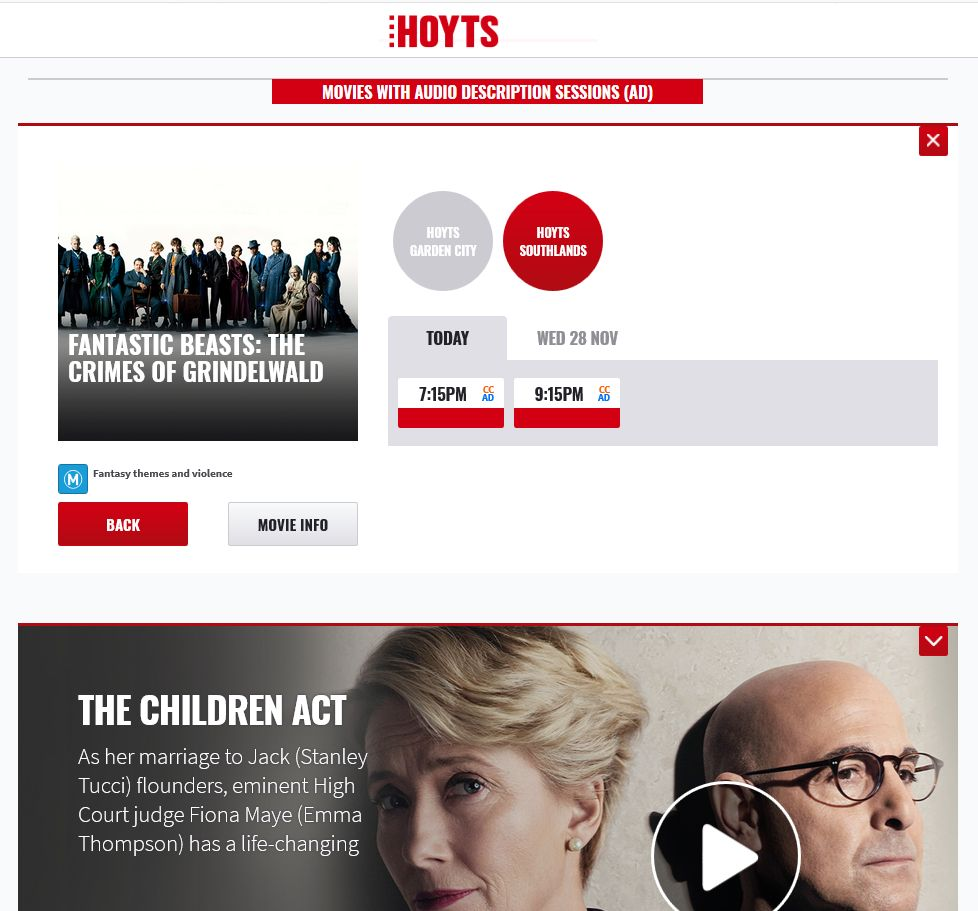 HOYTS
MOVIES WITH AUDIO DESCRIPTION SESSIONS (AD)
HOYTS
GARDEN CITY
HOYTS
SOUTHLANDS
FANTASTIC BEASTS: THE
CRIMES OF GRINDELWALD
TODAY
WED 28 NOV
7:15PM CC AD
9:15PM CC AD
M Fantasy themes and violence
BACK
MOVIE INFO
THE CHILDREN ACT
As her marriage to Jack (Stanley
Tucci) flounders, eminent High
Court judge Fiona Maye (Emma
Thompson) has a life-changing